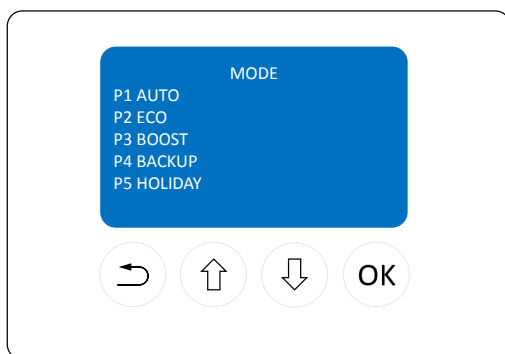 MODE
P1 AUTO
P2 ECO
P3 BOOST
P4 BACKUP
P5 HOLIDAY
OK